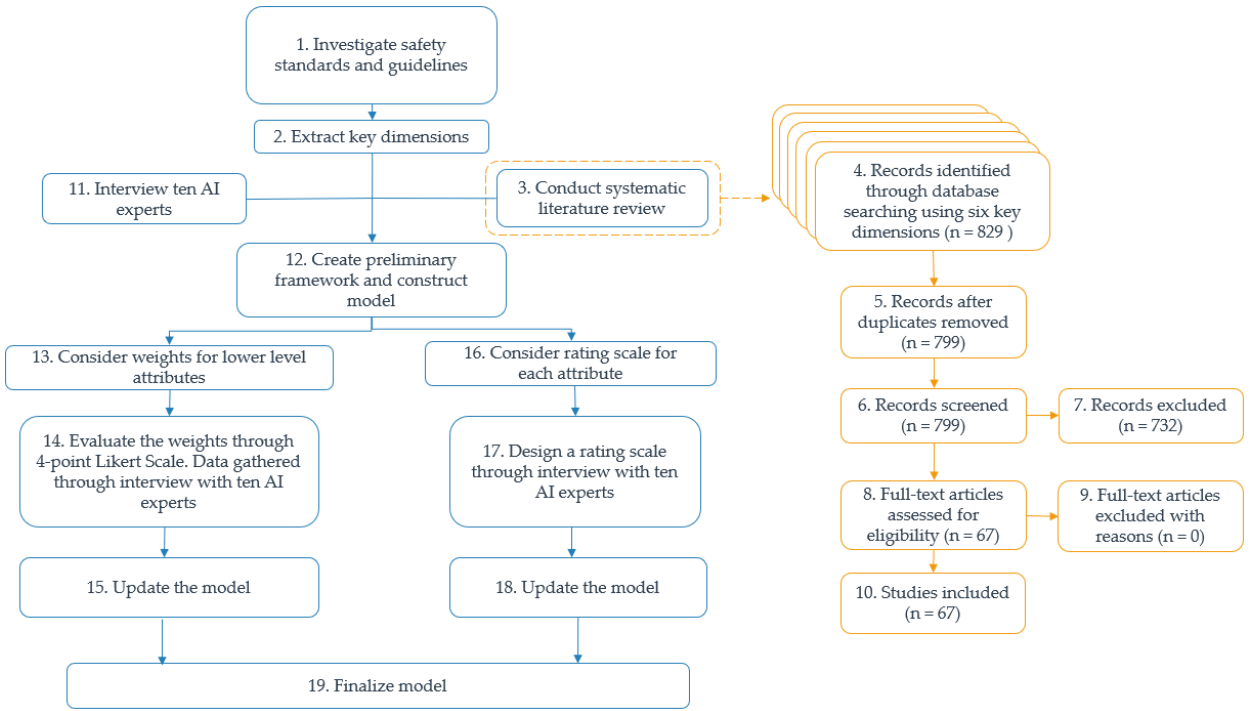 1. Investigate safety
standards and guidelines
2. Extract key dimensions
11. Interview ten AI
experts
3. Conduct systematic
literature review
4. Records identified
through database
searching using six key
dimensions (n = 829 )
5. Records after
duplicates removed
(n = 799)
6. Records screened
(n = 799)
7. Records excluded
(n = 732)
8. Full-text articles
assessed for
eligibility (n = 67)
9. Full-text articles
excluded with
reasons (n = 0)
10. Studies included
(n = 67)
12. Create preliminary
framework and construct
model
13. Consider weights for lower level
attributes
14. Evaluate the weights through
4-point Likert Scale. Data gathered
through interview with ten AI
experts
15. Update the model
16. Consider rating scale for
each attribute
17. Design a rating scale
through interview with ten
AI experts
18. Update the model
19. Finalize model